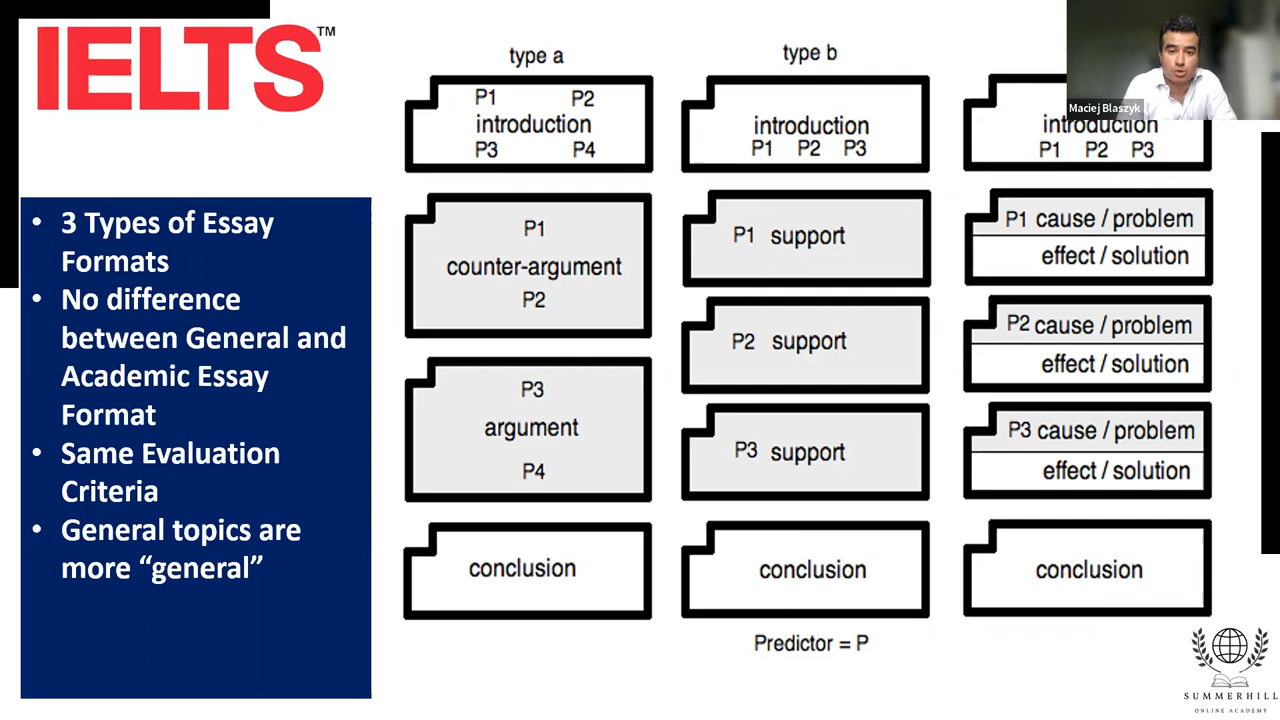 IELTS™
• 3 Types of Essay
Formats
• No difference
between General and
Academic Essay
Format
• Same Evaluation
Criteria
• General topics are
more “general”
type a
P1 P2
introduction
P3 P4
P1
counter-argument
P2
P3
argument
P4
conclusion
type b
introduction
P1 P2 P3
P1 support
P2 support
P3 support
conclusion
Predictor = P
introduction
P1 P2 P3
P1 cause / problem
effect / solution
P2 cause / problem
effect / solution
P3 cause / problem
effect / solution
conclusion
Maciej Blaszyk
SUMMERHILL
ONLINE ACADEMY